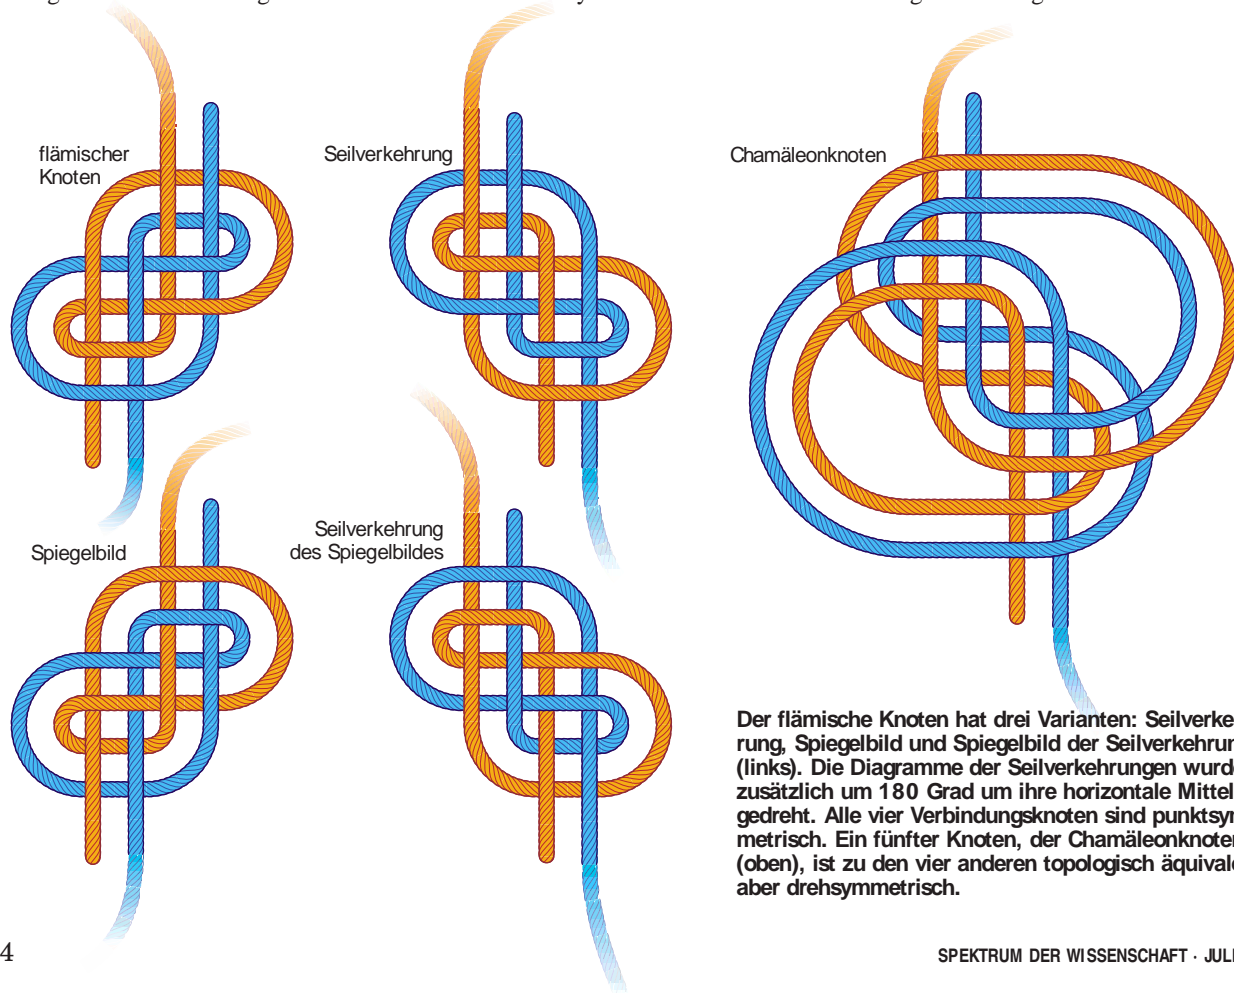 flämischer
Knoten
Seilverkehrung
Chamäleonknoten
Spiegelbild
Seilverkehrung
des Spiegelbildes
Der flämische Knoten hat drei Varianten: Seilverke
rung, Spiegelbild und Spiegelbild der Seilverkehrun
(links). Die Diagramme der Seilverkehrungen wurde
zusätzlich um 180 Grad um ihre horizontale Mittel
gedreht. Alle vier Verbindungsknoten sind punktsy
metrisch. Ein fünfter Knoten, der Chamäleonknoten
(oben), ist zu den vier anderen topologisch äquivale
aber drehsymmetrisch.
4
SPEKTRUM DER WISSENSCHAFT · JULI